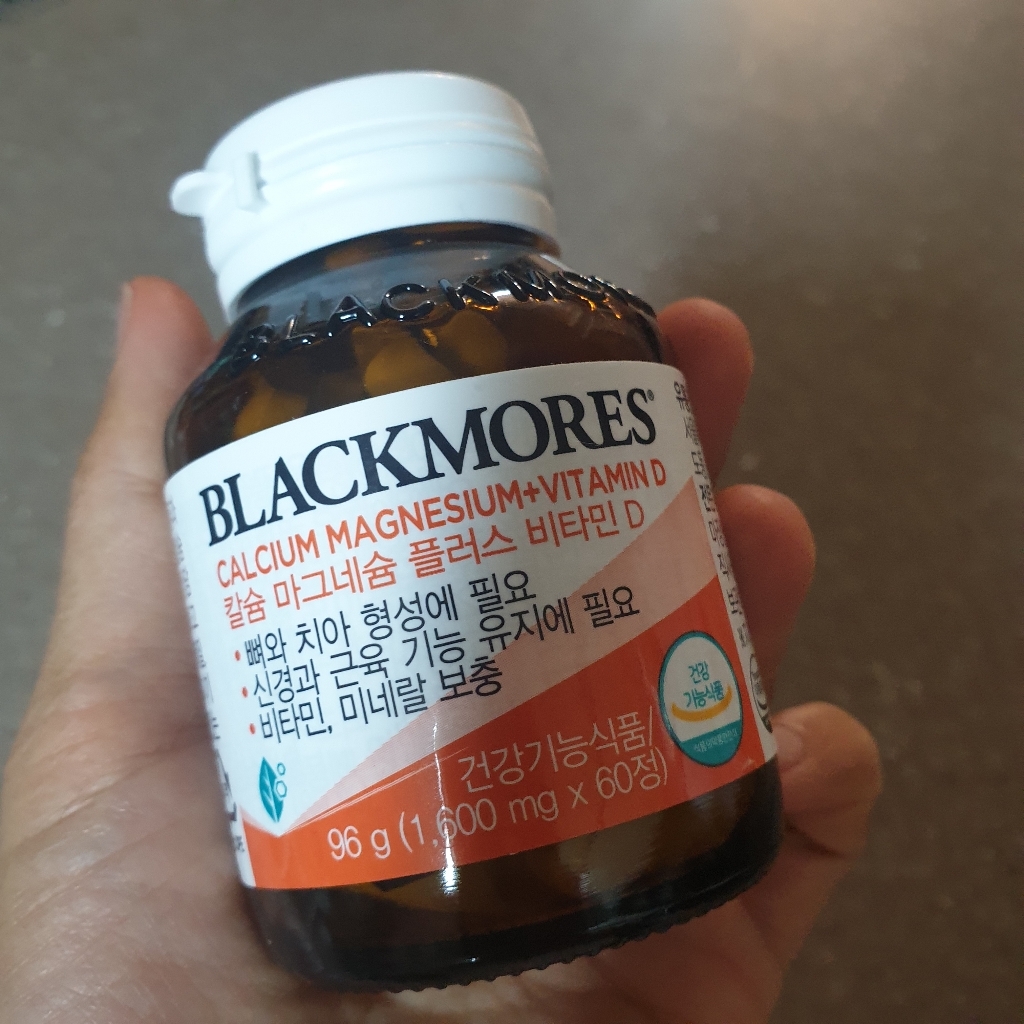 BLACKMORES
BLACKMORES®
CALCIUM MAGNESIUM+VITAMIN D
칼슘 마그네슘 플러스 비타민 D
•뼈와 치아 형성에 필요
•신경과 근육 기능 유지에 필요
•비타민, 미네랄 보충
건강
기능식품
건강기능식품/
96 g (1,600 mg x 60정)